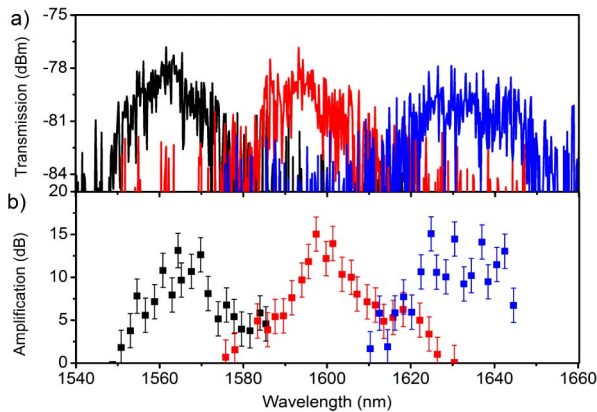 a)
Transmission (dBm)
-75
-78
-81
-84
20
b)
Amplification (dB)
15
10
5
0
1540 1560 1580 1600 1620 1640 1660
Wavelength (nm)